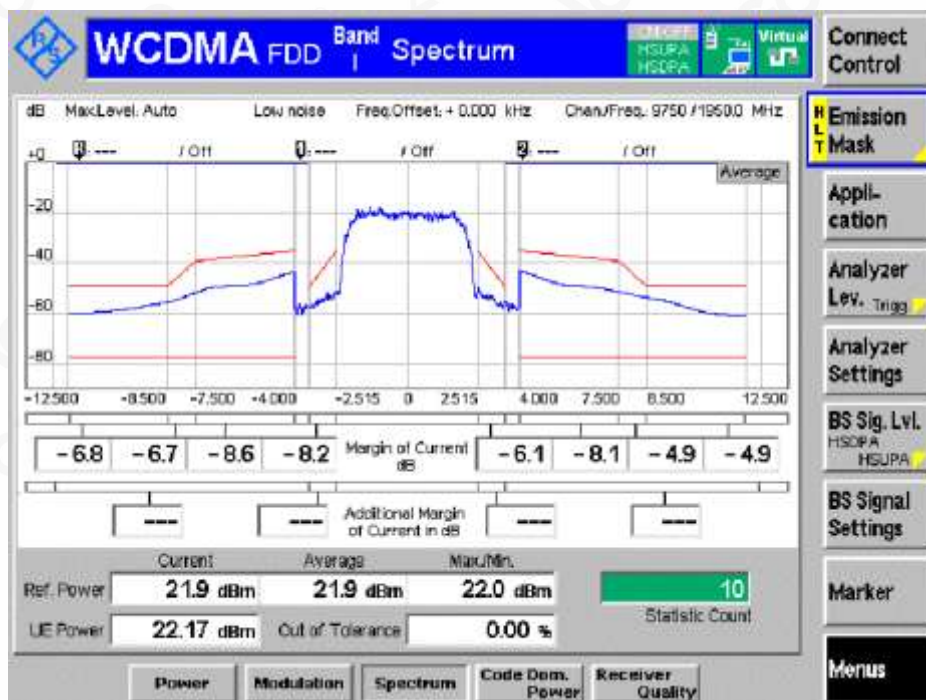 R S
WCDMA FDD Band I Spectrum
HSUPA
HSDPA
Virtual
Connect Control
dB Max.Level: Auto Low noise Freq.Offset: + 0.000 kHz Chan./Freq.: 9750 / 1950.0 MHz
HLT
Emission Mask
+0 --- / Off --- / Off 2: --- / Off
Average
-20
-40
-60
-80
-12.500 -8.500 -7.500 -4.000 -2.515 0 2.515 4.000 7.500 8.500 12.500
Appli-cation
Analyzer Lev. Trigg
Analyzer Settings
-6.8 -6.7 -8.6 -8.2 Margin of Current dB -6.1 -8.1 -4.9 -4.9
BS Sig. Lvl.
HSDPA
HSUPA
--- --- Additional Margin of Current in dB --- ---
BS Signal Settings
Current Average Max./Min.
Ref. Power 21.9 dBm 21.9 dBm 22.0 dBm 10
Statistic Count
UE Power 22.17 dBm Out of Tolerance 0.00 %
Marker
Menus
Power Modulation Spectrum Code Dom. Power Receiver Quality